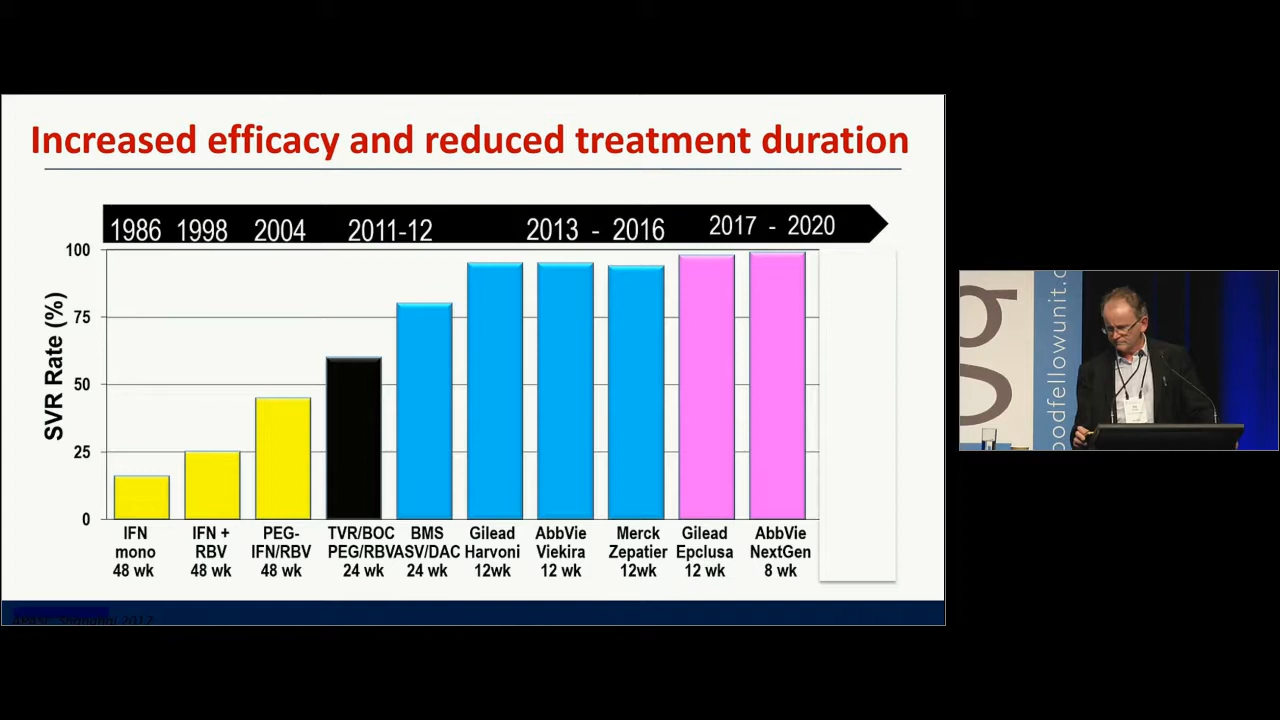 Increased efficacy and reduced treatment duration
1986 1998 2004 2011-12 2013 - 2016 2017 - 2020
SVR Rate (%)
100
75
50
25
0
IFN mono 48 wk
IFN + RBV 48 wk
PEG-IFN/RBV 48 wk
TVR/BOC PEG/RBV 24 wk
BMS ASV/DAC 24 wk
Gilead Harvoni 12wk
AbbVie Viekira 12 wk
Merck Zepatier 12wk
Gilead Epclusa 12 wk
AbbVie NextGen 8 wk
g
oodfellowunit.c